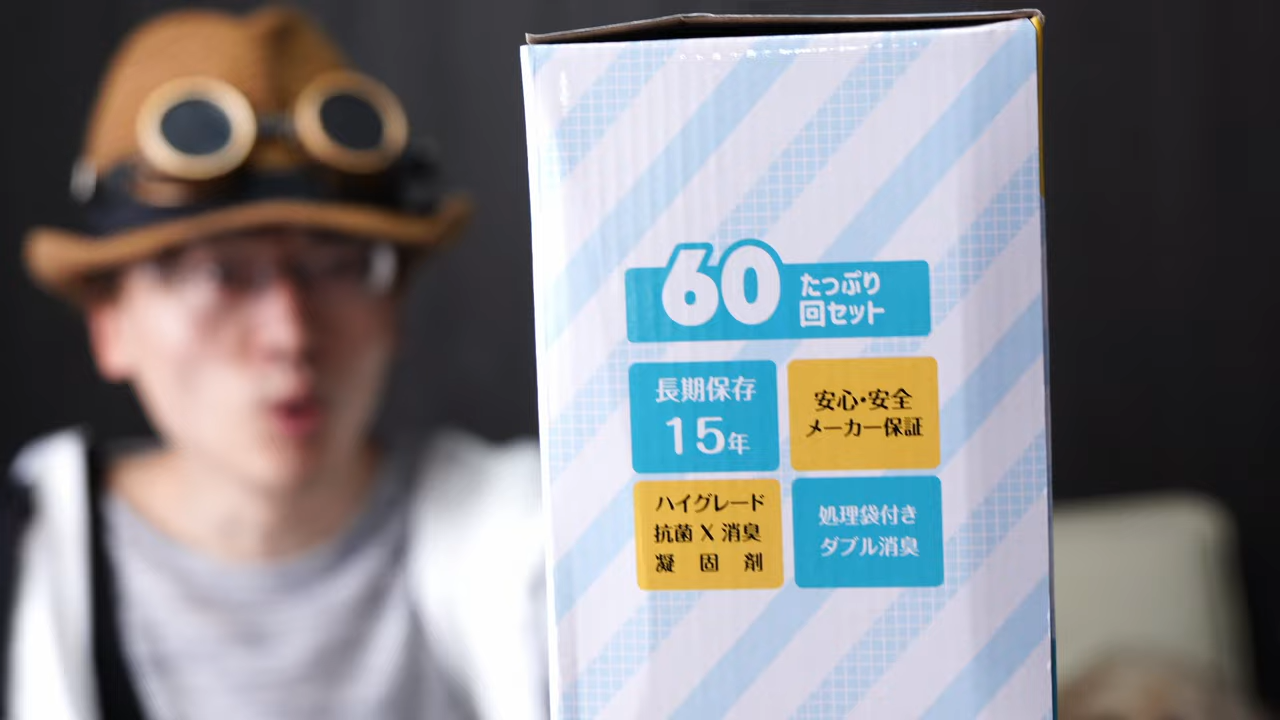 60 たっぷり
回セット
長期保存
15年
安心・安全
メーカー保証
ハイグレード
抗菌 X 消臭
凝固剤
処理袋付き
ダブル消臭